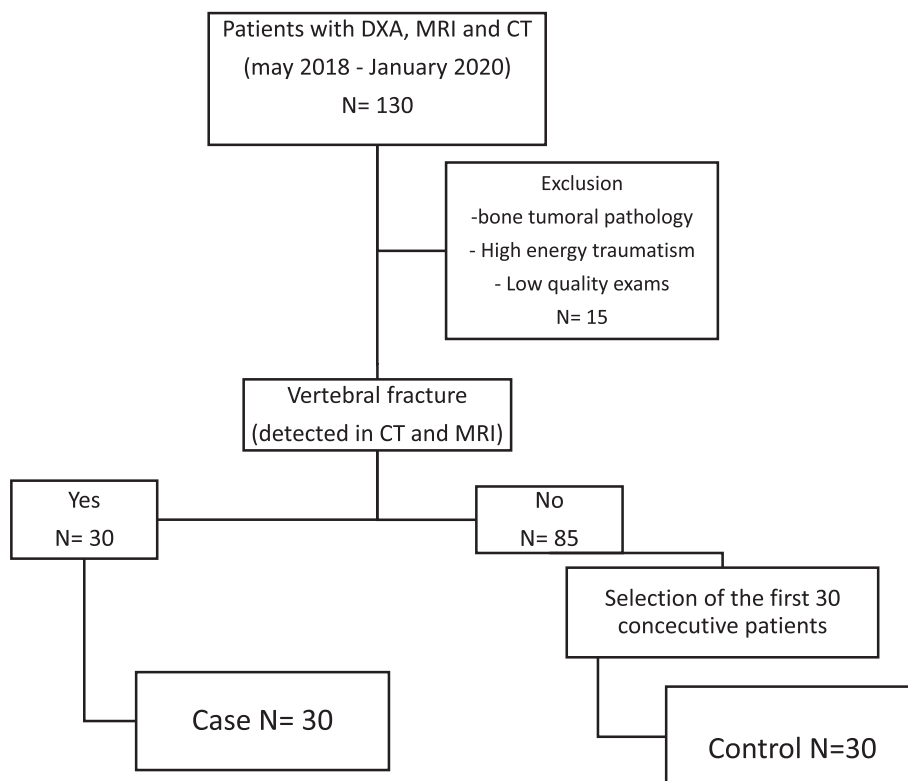 Patients with DXA, MRI and CT
(may 2018 - January 2020)
N= 130
Exclusion
-bone tumoral pathology
- High energy traumatism
- Low quality exams
N= 15
Vertebral fracture
(detected in CT and MRI)
Yes
N= 30
No
N= 85
Selection of the first 30
concecutive patients
Case N= 30
Control N=30